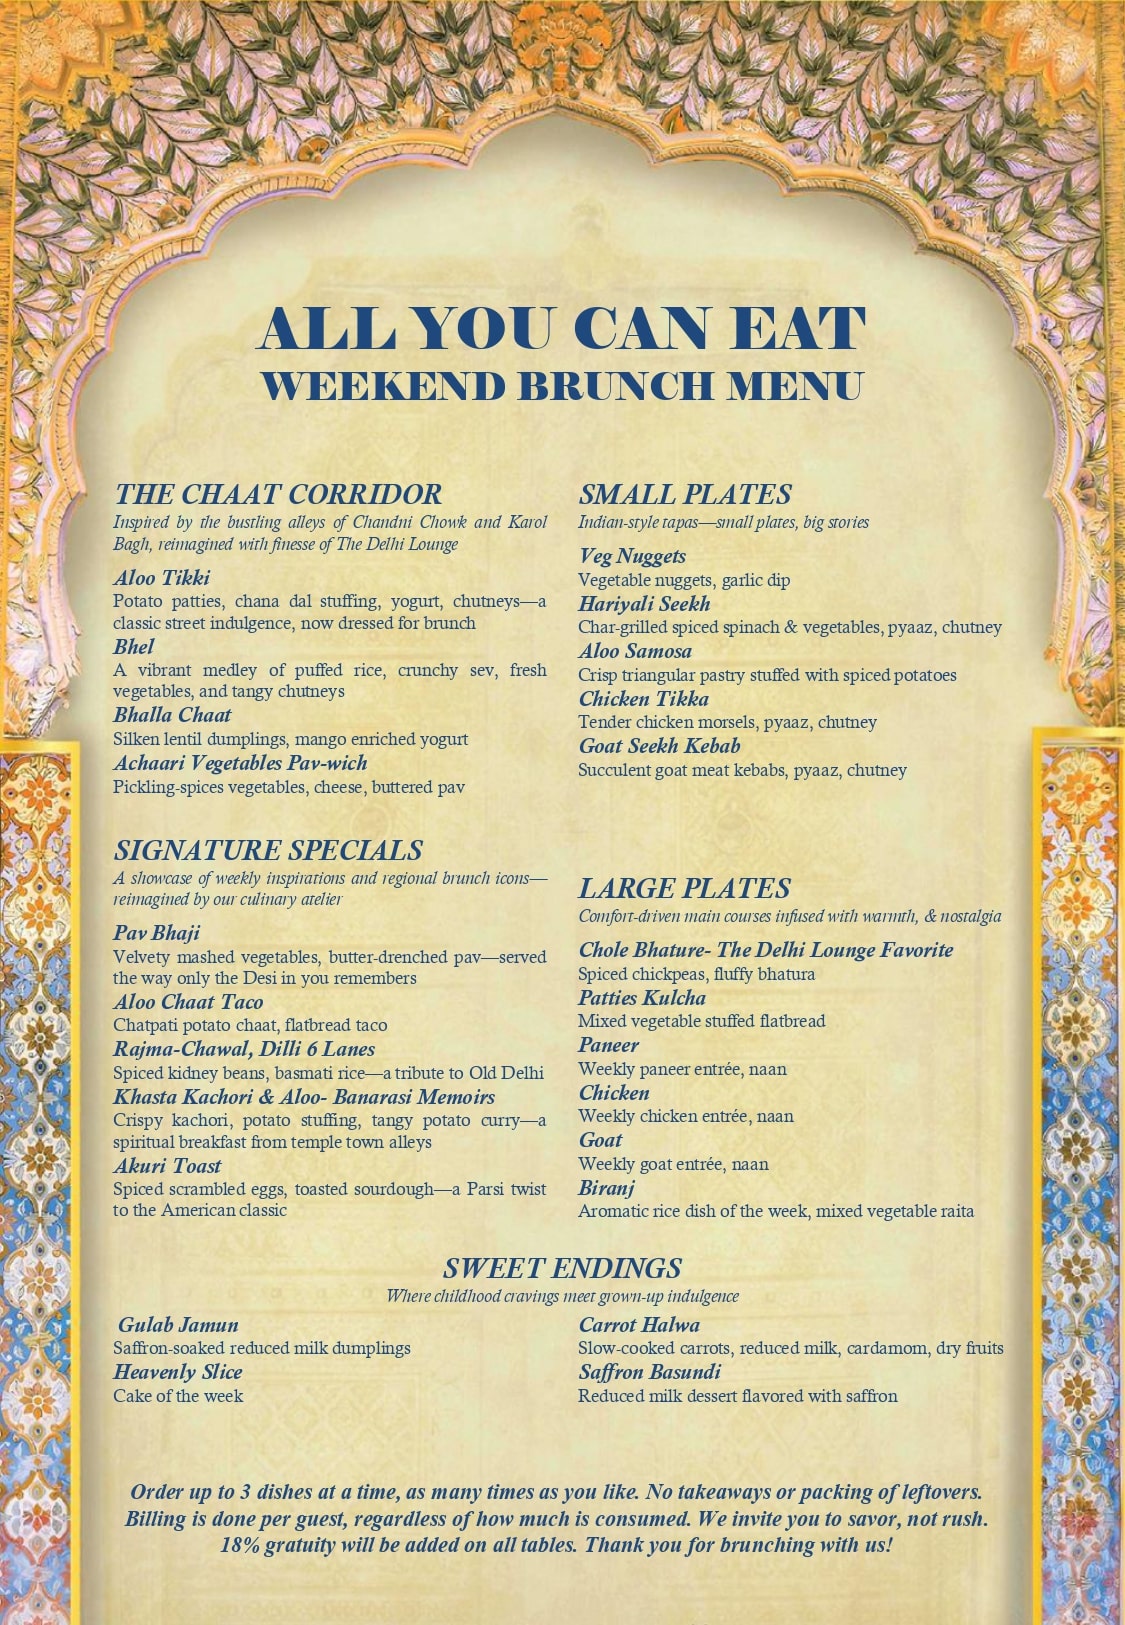 ALL YOU CAN EAT
WEEKEND BRUNCH MENU
THE CHAAT CORRIDOR
Inspired by the bustling alleys of Chandni Chowk and Karol
Bagh, reimagined with finesse of The Delhi Lounge
Aloo Tikki
Potato patties, chana dal stuffing, yogurt, chutneys—a
classic street indulgence, now dressed for brunch
Bhel
A vibrant medley of puffed rice, crunchy sev, fresh
vegetables, and tangy chutneys
Bhalla Chaat
Silken lentil dumplings, mango enriched yogurt
Achaari Vegetables Pav-wich
Pickling-spices vegetables, cheese, buttered pav
SIGNATURE SPECIALS
A showcase of weekly inspirations and regional brunch icons—
reimagined by our culinary atelier
Pav Bhaji
Velvety mashed vegetables, butter-drenched pav—served
the way only the Desi in you remembers
Aloo Chaat Taco
Chatpati potato chaat, flatbread taco
Rajma-Chawal, Dilli 6 Lanes
Spiced kidney beans, basmati rice—a tribute to Old Delhi
Khasta Kachori & Aloo- Banarasi Memoirs
Crispy kachori, potato stuffing, tangy potato curry—a
spiritual breakfast from temple town alleys
Akuri Toast
Spiced scrambled eggs, toasted sourdough—a Parsi twist
to the American classic
SMALL PLATES
Indian-style tapas—small plates, big stories
Veg Nuggets
Vegetable nuggets, garlic dip
Hariyali Seekh
Char-grilled spiced spinach & vegetables, pyaaz, chutney
Aloo Samosa
Crisp triangular pastry stuffed with spiced potatoes
Chicken Tikka
Tender chicken morsels, pyaaz, chutney
Goat Seekh Kebab
Succulent goat meat kebabs, pyaaz, chutney
LARGE PLATES
Comfort-driven main courses infused with warmth, & nostalgia
Chole Bhature- The Delhi Lounge Favorite
Spiced chickpeas, fluffy bhatura
Patties Kulcha
Mixed vegetable stuffed flatbread
Paneer
Weekly paneer entrée, naan
Chicken
Weekly chicken entrée, naan
Goat
Weekly goat entrée, naan
Biranj
Aromatic rice dish of the week, mixed vegetable raita
SWEET ENDINGS
Where childhood cravings meet grown-up indulgence
Gulab Jamun
Saffron-soaked reduced milk dumplings
Heavenly Slice
Cake of the week
Carrot Halwa
Slow-cooked carrots, reduced milk, cardamom, dry fruits
Saffron Basundi
Reduced milk dessert flavored with saffron
Order up to 3 dishes at a time, as many times as you like. No takeaways or packing of leftovers.
Billing is done per guest, regardless of how much is consumed. We invite you to savor, not rush.
18% gratuity will be added on all tables. Thank you for brunching with us!